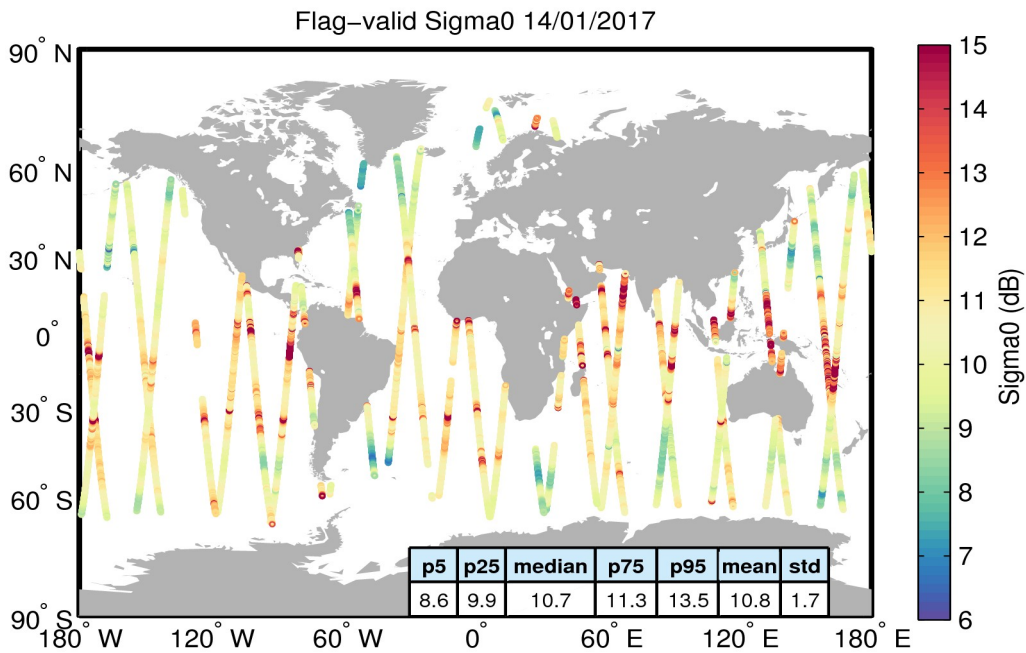 Flag−valid Sigma0 14/01/2017
90° N
60° N
30° N
0°
30° S
60° S
90° S
180° W
120° W
60° W
0°
60° E
120° E
180° E
p5 p25 median p75 p95 mean std
8.6 9.9 10.7 11.3 13.5 10.8 1.7
15
14
13
12
11
10
9
8
7
6
Sigma0 (dB)